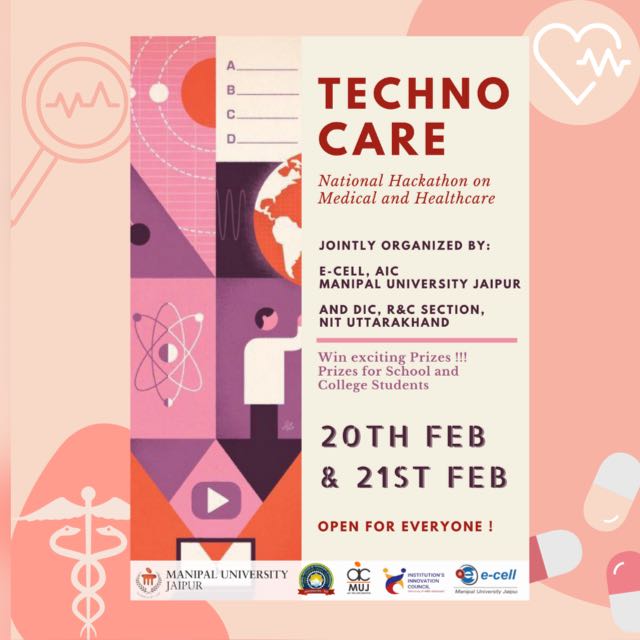 A
B
C
D
TECHNO
CARE
National Hackathon on
Medical and Healthcare
JOINTLY ORGANIZED BY:
E-CELL, AIC
MANIPAL UNIVERSITY JAIPUR
AND DIC, R&C SECTION,
NIT UTTARAKHAND
Win exciting Prizes !!!
Prizes for School and
College Students
20TH FEB
& 21ST FEB
OPEN FOR EVERYONE !
MANIPAL UNIVERSITY
JAIPUR
AIC
MUJ
INSTITUTION'S
INNOVATION
COUNCIL
e-cell
Manipal University Jaipur